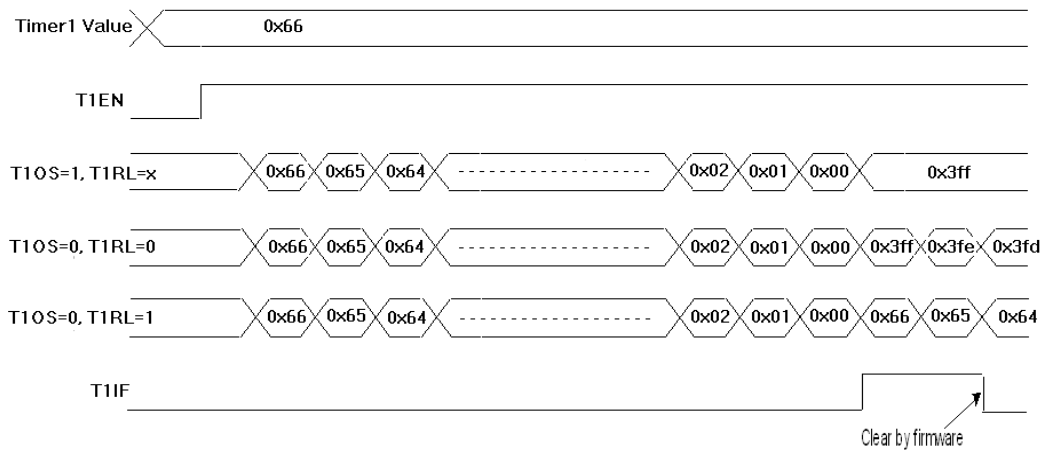 Timer1 Value 0x66
T1EN
T1OS=1, T1RL=x 0x66 0x65 0x64 0x02 0x01 0x00 0x3ff
T1OS=0, T1RL=0 0x66 0x65 0x64 0x02 0x01 0x00 0x3ff 0x3fe 0x3fd
T1OS=0, T1RL=1 0x66 0x65 0x64 0x02 0x01 0x00 0x66 0x65 0x64
T1IF
Clear by firmware